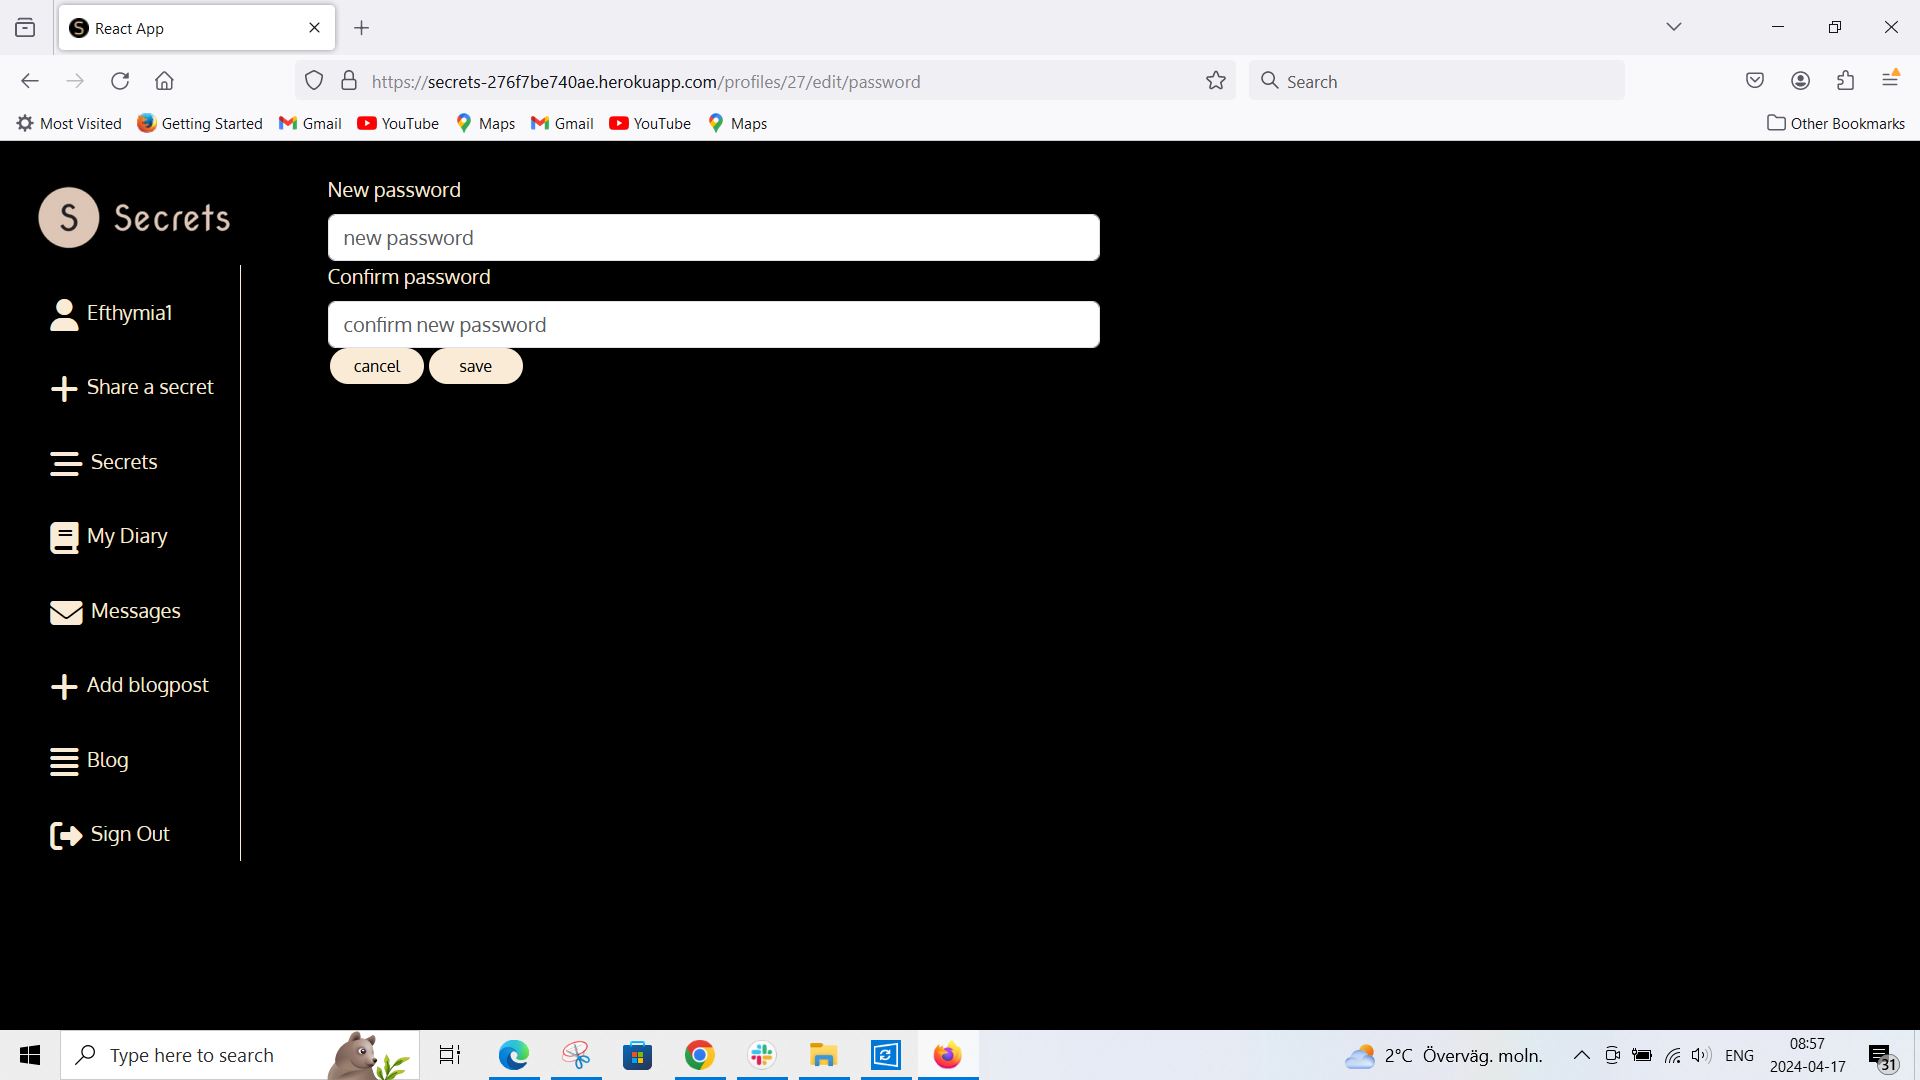 React App
https://secrets-276f7be740ae.herokuapp.com/profiles/27/edit/password
Search
Most Visited
Getting Started
Gmail
YouTube
Maps
Gmail
YouTube
Maps
Other Bookmarks
S Secrets
Efthymia1
Share a secret
Secrets
My Diary
Messages
Add blogpost
Blog
Sign Out
New password
new password
Confirm password
confirm new password
cancel
save
Type here to search
2°C Överväg. moln.
ENG
08:57
2024-04-17
31